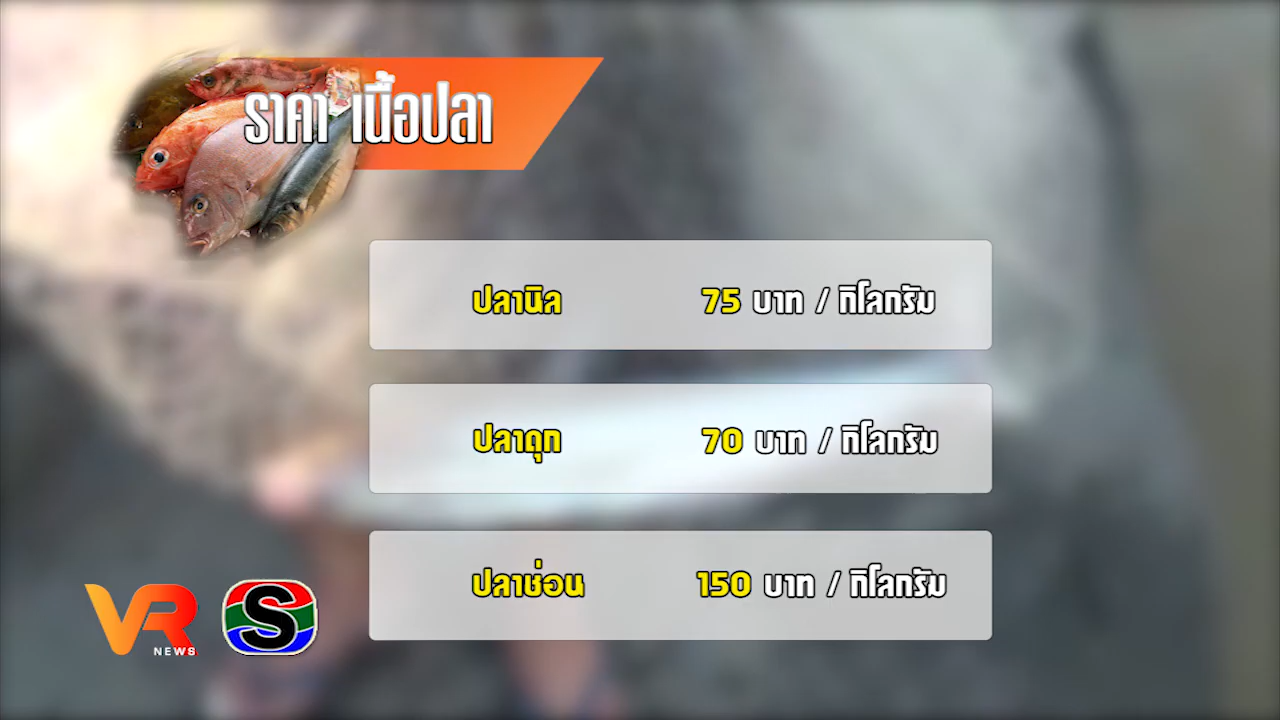 ราคา เนื้อปลา
ปลานิล 75 บาท / กิโลกรัม
ปลาดุก 70 บาท / กิโลกรัม
ปลาช่อน 150 บาท / กิโลกรัม
VR NEWS S